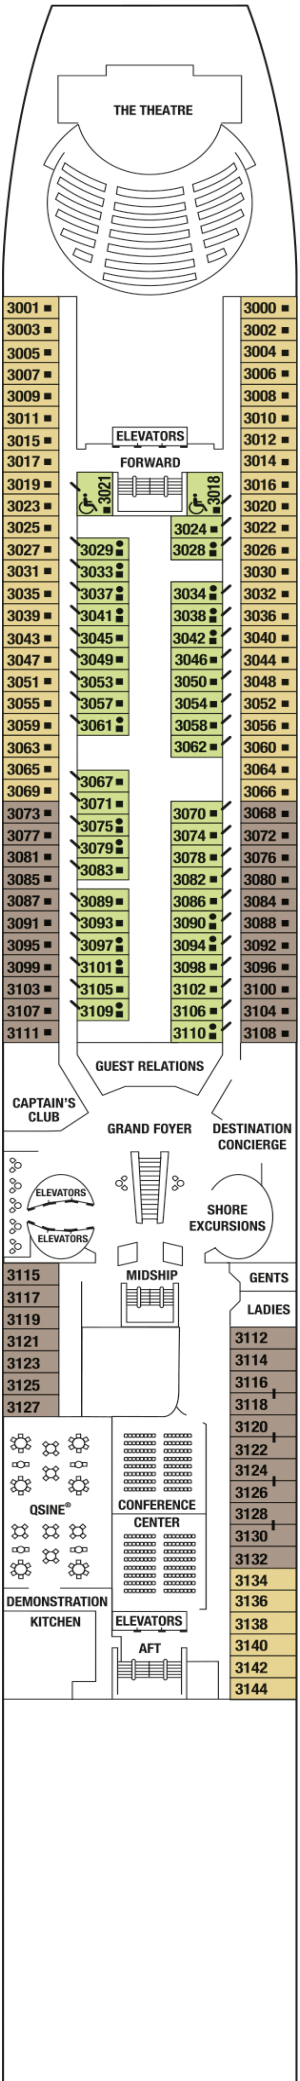 THE THEATRE
3001 3000
3003 3002
3005 3004
3007 3006
3009 3008
3011 3010
ELEVATORS
3015 3012
FORWARD
3017 3014
3019 3021 3018 3016
3023 3020
3025 3024 3022
3027 3029 3028 3026
3031 3033 3030
3035 3037 3034 3032
3039 3041 3038 3036
3043 3045 3042 3040
3047 3049 3046 3044
3051 3053 3050 3048
3055 3057 3054 3052
3059 3061 3058 3056
3063 3062 3060
3065 3064
3069 3067 3066
3073 3071 3070 3068
3077 3075 3074 3072
3081 3079 3078 3076
3085 3083 3082 3080
3087 3089 3086 3084
3091 3093 3090 3088
3095 3097 3094 3092
3099 3101 3098 3096
3103 3105 3102 3100
3107 3109 3106 3104
3111 3110 3108
GUEST RELATIONS
CAPTAIN'S
CLUB
GRAND FOYER
DESTINATION
CONCIERGE
ELEVATORS
SHORE
EXCURSIONS
ELEVATORS
MIDSHIP
GENTS
LADIES
3115
3117
3119
3121
3123
3125
3127
3112
3114
3116
3118
3120
3122
3124
3126
3128
3130
3132
3134
3136
3138
3140
3142
3144
QSINE®
CONFERENCE
CENTER
DEMONSTRATION
KITCHEN
ELEVATORS
AFT